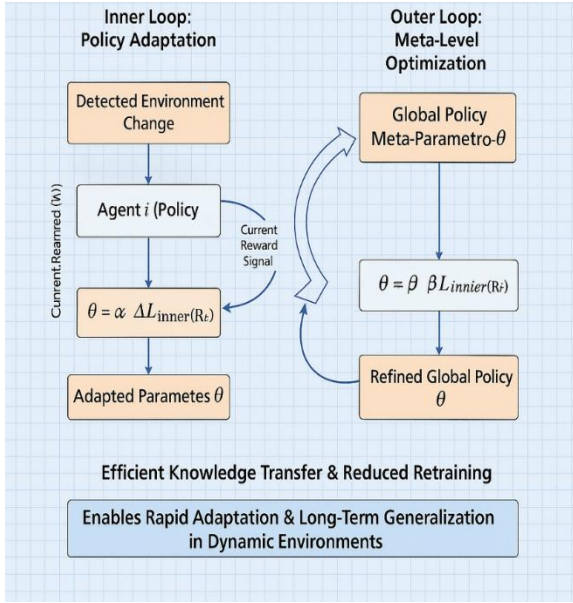 Inner Loop:
Policy Adaptation
Detected Environment
Change
Agent i (Policy
Current Reamred (W)
Current
Reward
Signal
θ = α ΔL_inner(R_t)
Adapted Parametes θ
Outer Loop:
Meta-Level
Optimization
Global Policy
Meta-Parametro-θ
θ = β βL_innier(R_t)
Refined Global Policy
θ
Efficient Knowledge Transfer & Reduced Retraining
Enables Rapid Adaptation & Long-Term Generalization
in Dynamic Environments